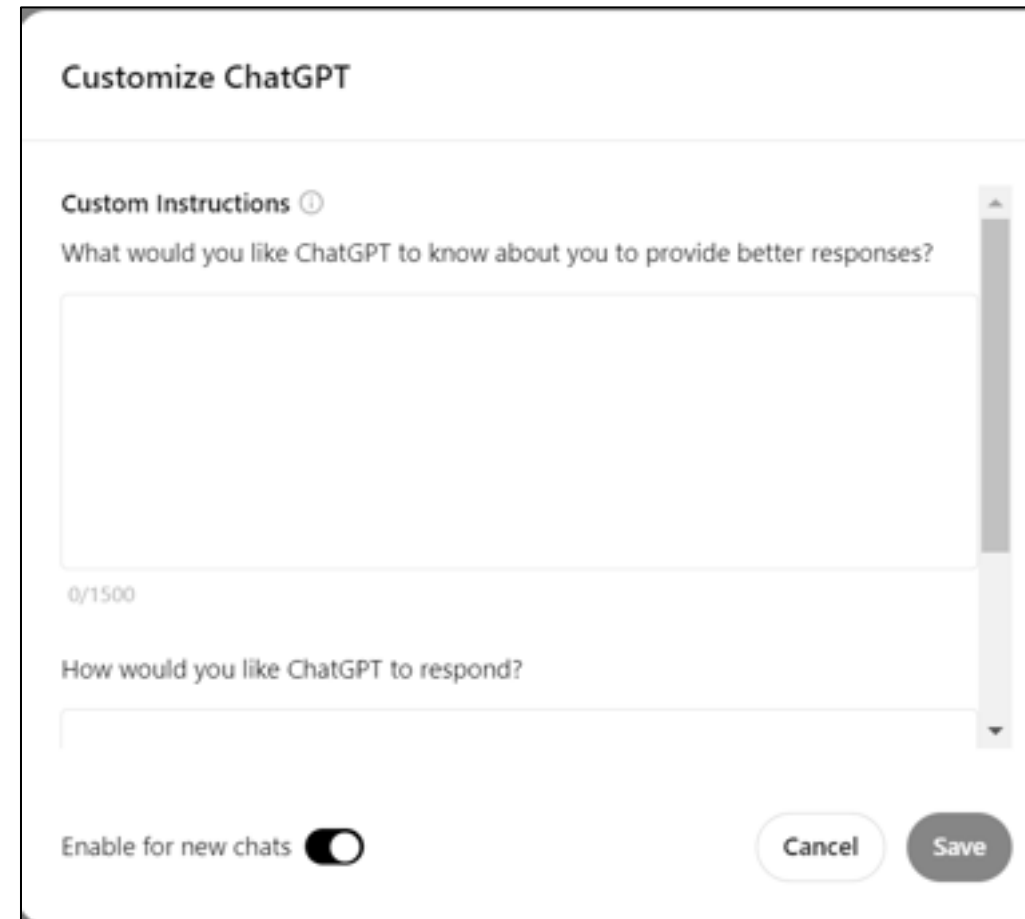 Customize ChatGPT
Custom Instructions
What would you like ChatGPT to know about you to provide better responses?
0/1500
How would you like ChatGPT to respond?
Enable for new chats
Cancel
Save